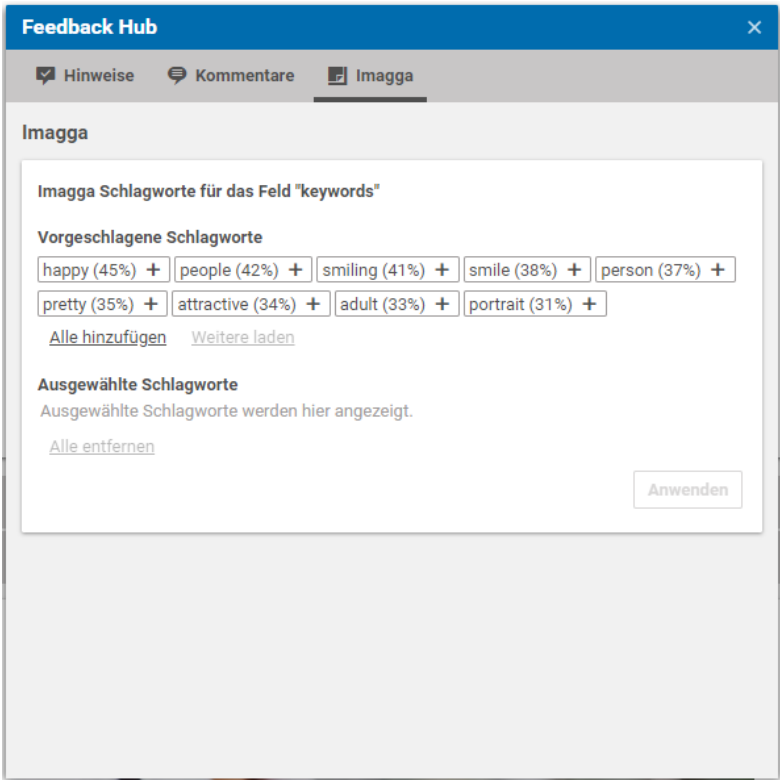 Feedback Hub
Hinweise Kommentare Imagga
Imagga
Imagga Schlagworte für das Feld "keywords"
Vorgeschlagene Schlagworte
happy (45%) + people (42%) + smiling (41%) + smile (38%) + person (37%) +
pretty (35%) + attractive (34%) + adult (33%) + portrait (31%) +
Alle hinzufügen Weitere laden
Ausgewählte Schlagworte
Ausgewählte Schlagworte werden hier angezeigt.
Alle entfernen
Anwenden